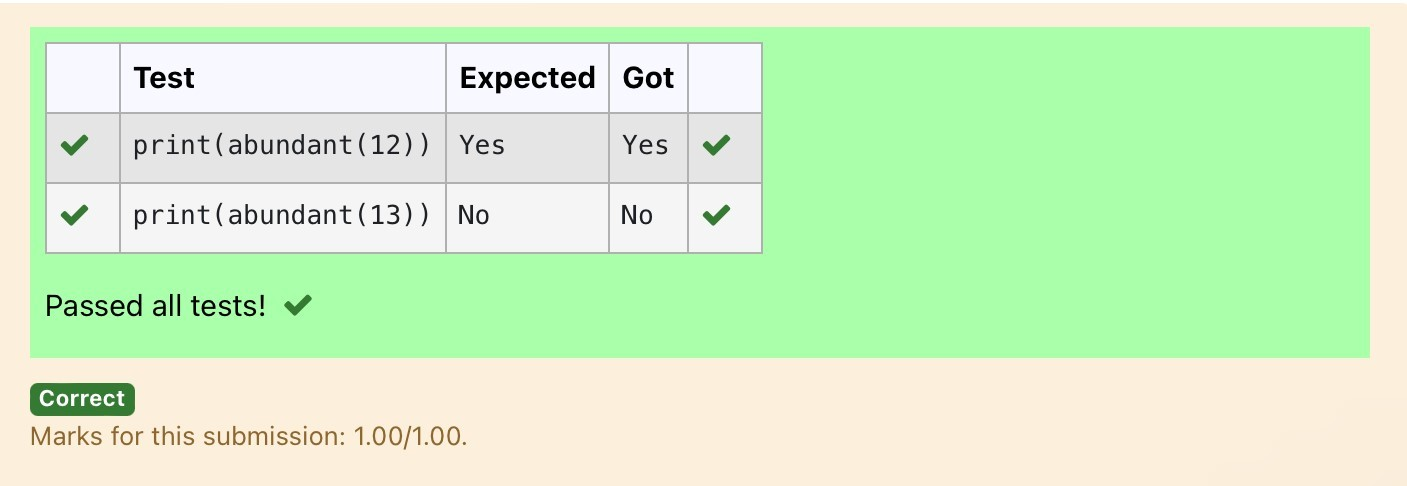 Test Expected Got
print(abundant(12)) Yes Yes
print(abundant(13)) No No
Passed all tests!
Correct
Marks for this submission: 1.00/1.00.